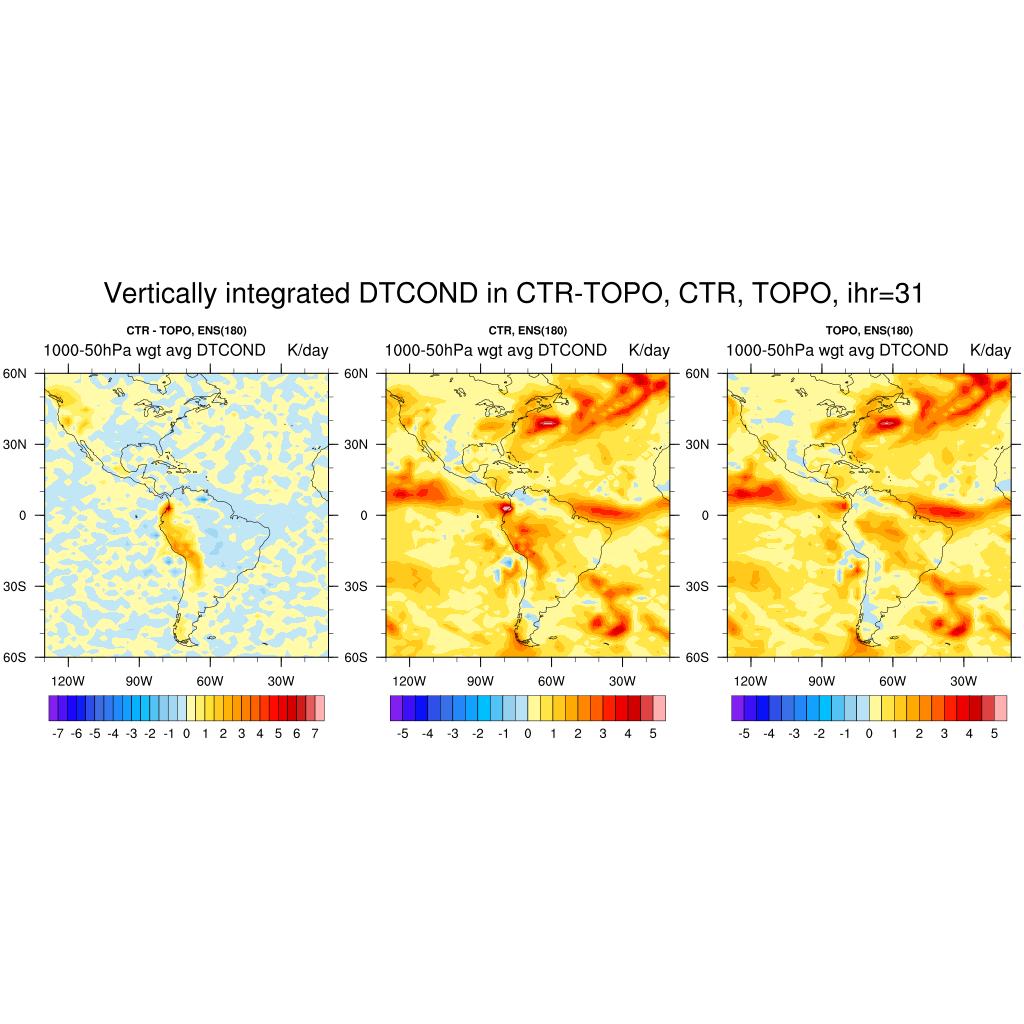 Vertically integrated DTCOND in CTR-TOPO, CTR, TOPO, ihr=31
CTR - TOPO, ENS(180)
1000-50hPa wgt avg DTCOND K/day
60N
30N
0
30S
60S
120W 90W 60W 30W
-7 -6 -5 -4 -3 -2 -1 0 1 2 3 4 5 6 7
CTR, ENS(180)
1000-50hPa wgt avg DTCOND K/day
60N
30N
0
30S
60S
120W 90W 60W 30W
-5 -4 -3 -2 -1 0 1 2 3 4 5
TOPO, ENS(180)
1000-50hPa wgt avg DTCOND K/day
60N
30N
0
30S
60S
120W 90W 60W 30W
-5 -4 -3 -2 -1 0 1 2 3 4 5